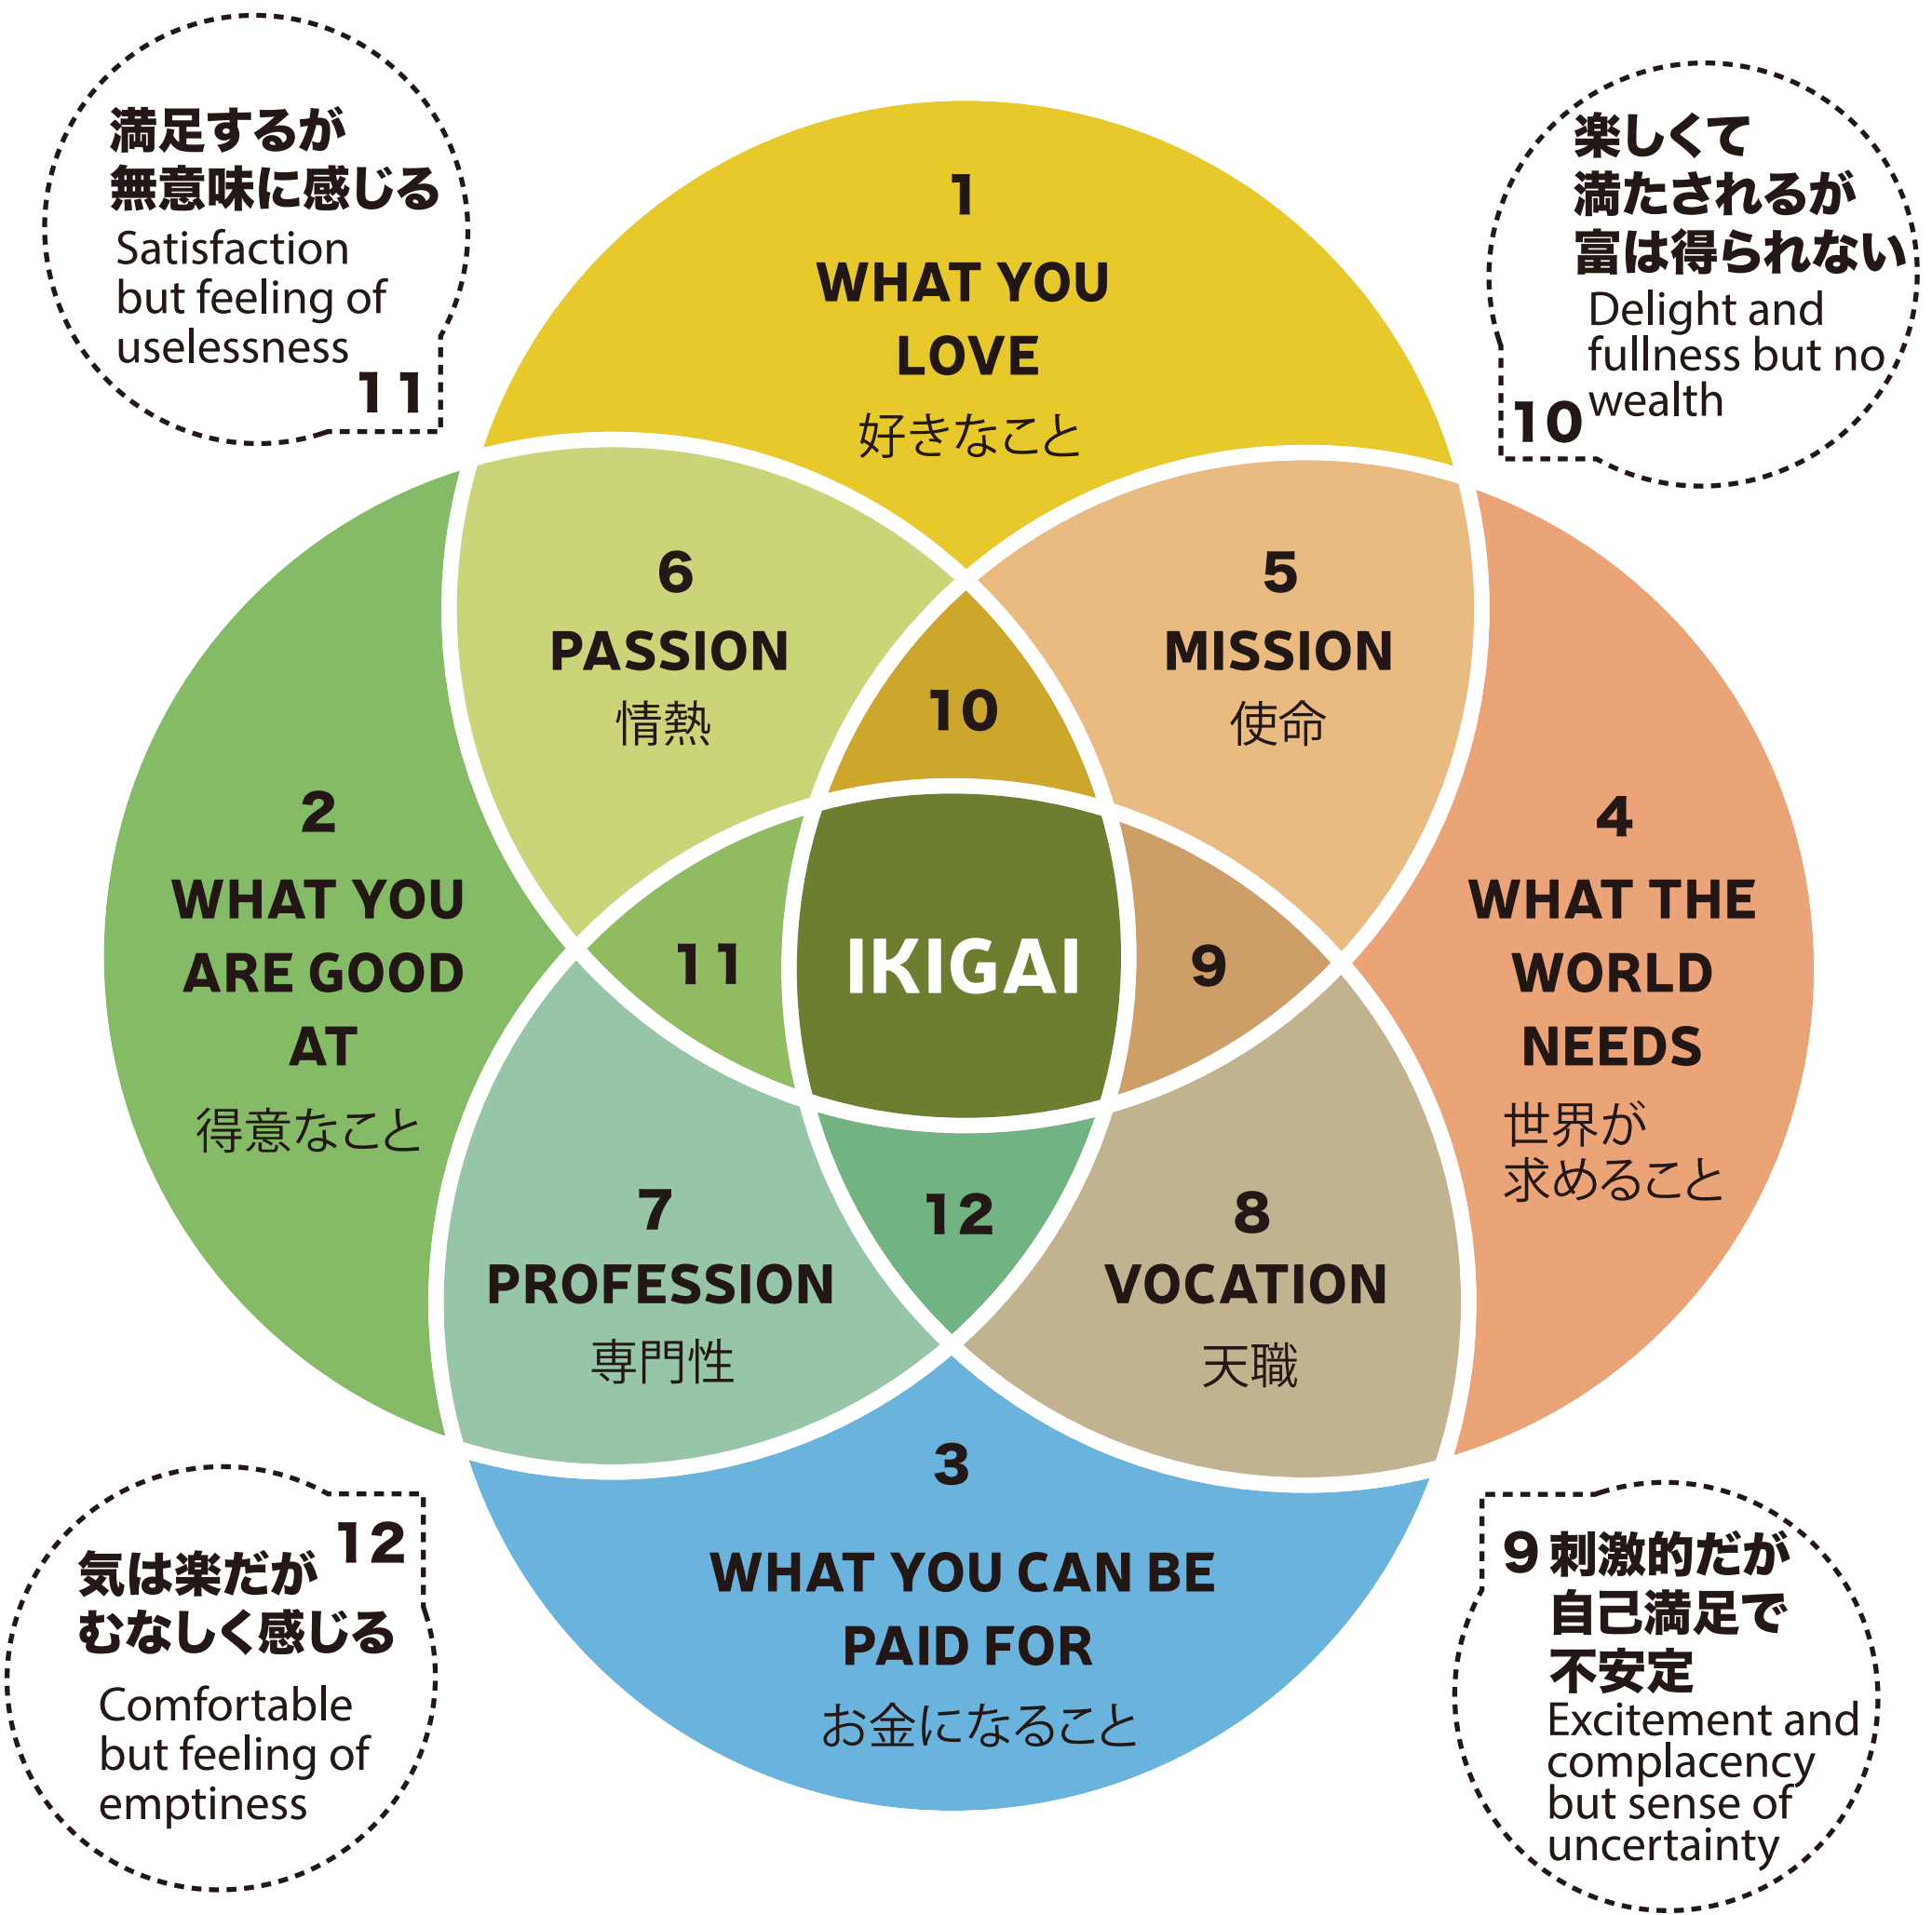 満足するが
無意味に感じる
Satisfaction
but feeling of
uselessness
11
楽しくて
満たされるが
富は得られない
Delight and
fullness but no
wealth
10
1
WHAT YOU
LOVE
好きなこと
6
PASSION
情熱
5
MISSION
使命
10
2
WHAT YOU
ARE GOOD
AT
得意なこと
11
IKIGAI
9
4
WHAT THE
WORLD
NEEDS
世界が
求めること
7
PROFESSION
専門性
12
8
VOCATION
天職
3
WHAT YOU CAN BE
PAID FOR
お金になること
12
気は楽だが
むなしく感じる
Comfortable
but feeling of
emptiness
9 刺激的だが
自己満足で
不安定
Excitement and
complacency
but sense of
uncertainty